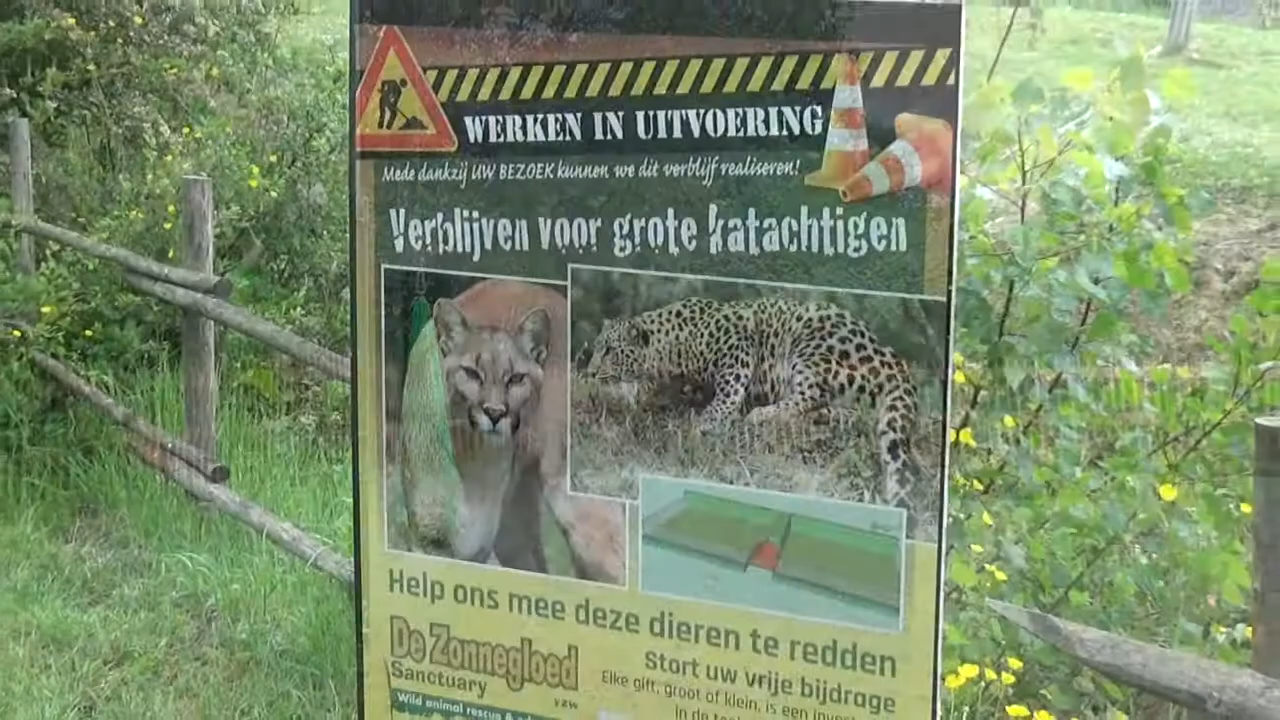 WERKEN IN UITVOERING
Mede dankzij UW BEZOEK kunnen we dit verblijf realiseren!
Verblijven voor grote katachtigen
Help ons mee deze dieren te redden
De Zonnegloed
Sanctuary vzw
Wild animal rescue &
Stort uw vrije bijdrage
Elke gift, groot of klein, is een
in de